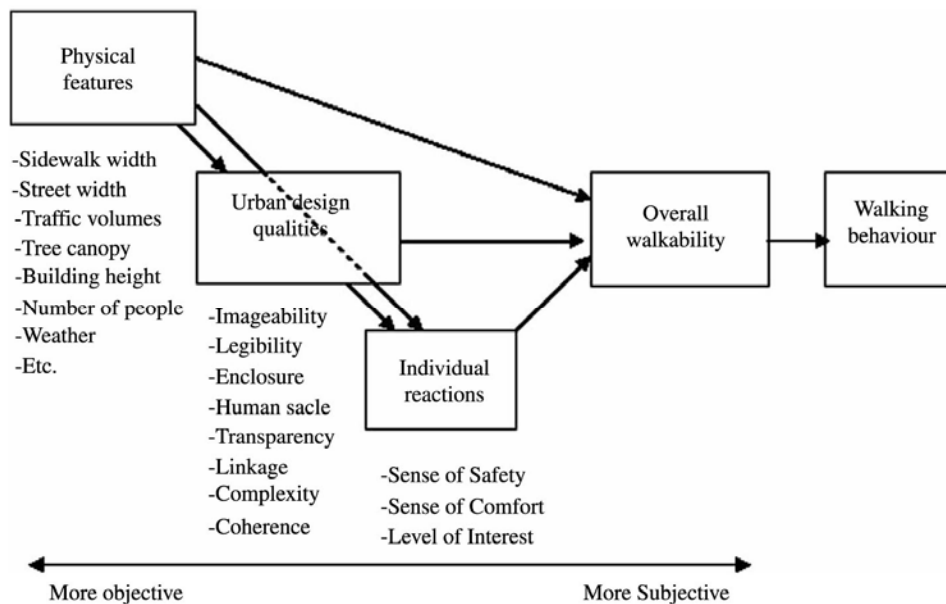 Physical
features
-Sidewalk width
-Street width
-Traffic volumes
-Tree canopy
-Building height
-Number of people
-Weather
-Etc.
Urban design
qualities
-Imageability
-Legibility
-Enclosure
-Human sacle
-Transparency
-Linkage
-Complexity
-Coherence
Individual
reactions
-Sense of Safety
-Sense of Comfort
-Level of Interest
Overall
walkability
Walking
behaviour
More objective
More Subjective